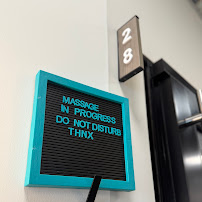 28
MASSAGE
IN PROGRESS
DO NOT DISTURB
THNX